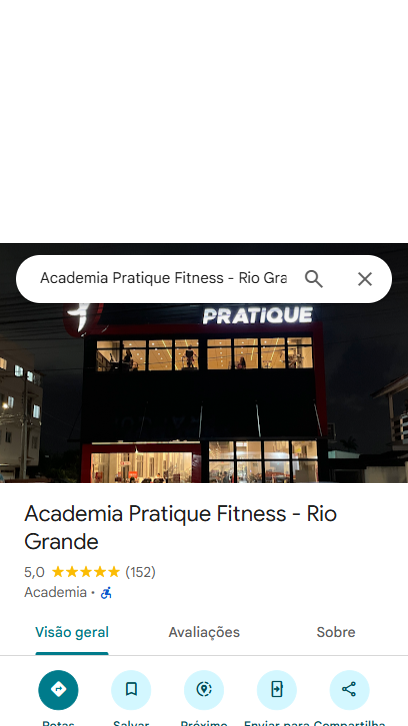 Academia Pratique Fitness - Rio Gra
PRATIQUE
Academia Pratique Fitness - Rio
Grande
5,0 (152)
Academia ·
Visão geral Avaliações Sobre
Rotas Salvar Próximo Enviar para Compartilha